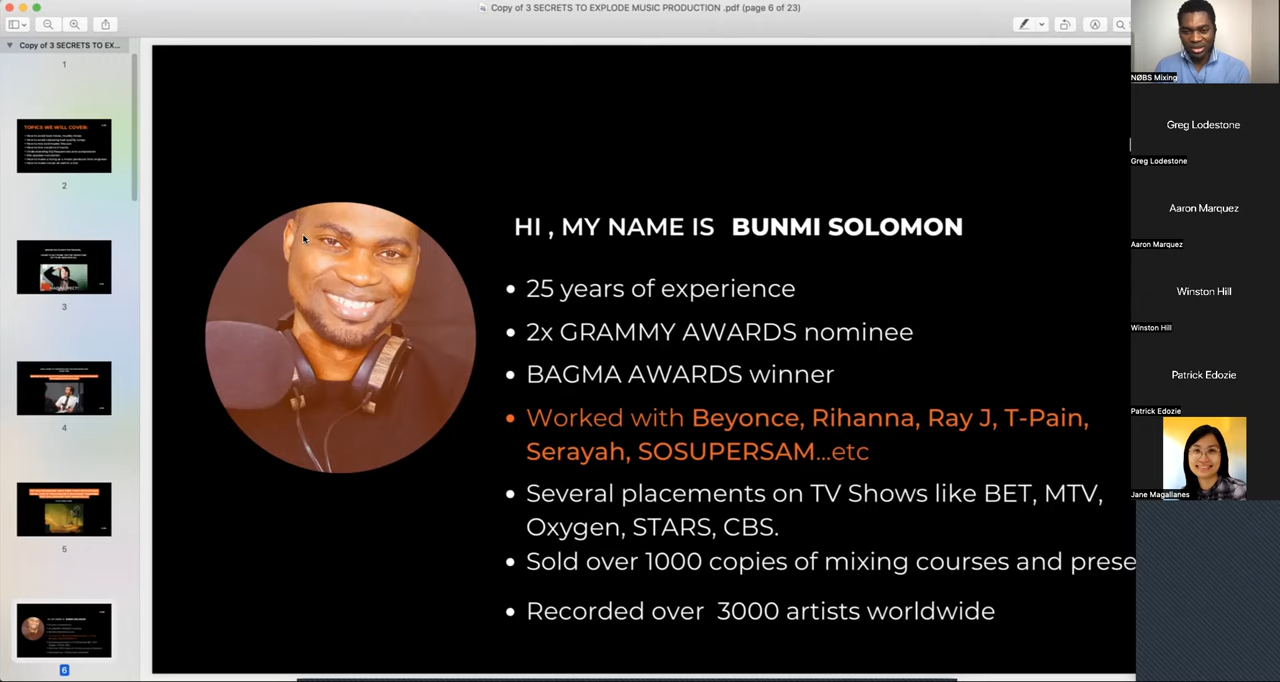 Copy of 3 SECRETS TO EXPLODE MUSIC PRODUCTION .pdf (page 6 of 23)
Copy of 3 SECRETS TO EX...
1
TOPICS WE WILL COVER:
2
3
4
5
6
HI , MY NAME IS BUNMI SOLOMON
• 25 years of experience
• 2x GRAMMY AWARDS nominee
• BAGMA AWARDS winner
• Worked with Beyonce, Rihanna, Ray J, T-Pain,
Serayah, SOSUPERSAM...etc
• Several placements on TV Shows like BET, MTV,
Oxygen, STARS, CBS.
• Sold over 1000 copies of mixing courses and prese
• Recorded over 3000 artists worldwide
NØBS Mixing
Greg Lodestone
Greg Lodestone
Aaron Marquez
Aaron Marquez
Winston Hill
Winston Hill
Patrick Edozie
Patrick Edozie
Jane Magallanes